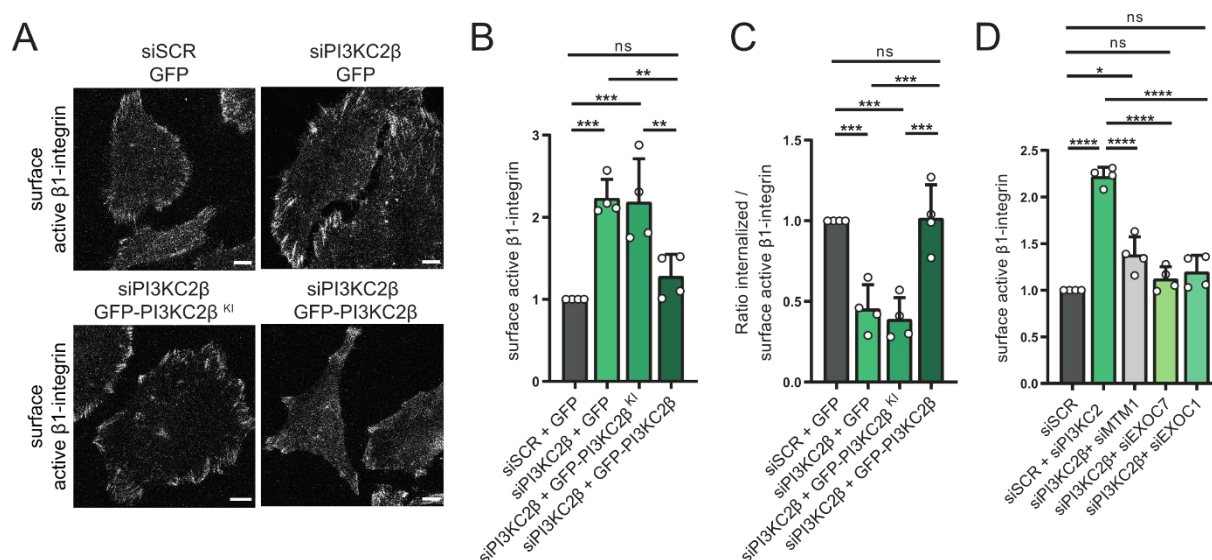 A
siSCR
GFP
siPI3KC2β
GFP
surface
active β1-integrin
siPI3KC2β
GFP-PI3KC2β KI
siPI3KC2β
GFP-PI3KC2β
surface
active β1-integrin
B
ns
**
***
***
**
surface active β1-integrin
3
2
1
0
siSCR + GFP
siPI3KC2β + GFP
siPI3KC2β + GFP-PI3KC2β KI
siPI3KC2β + GFP-PI3KC2β
C
ns
***
***
***
***
Ratio internalized /
surface active β1-integrin
1.5
1.0
0.5
0.0
siSCR + GFP
siPI3KC2β + GFP
siPI3KC2β + GFP-PI3KC2β KI
siPI3KC2β + GFP-PI3KC2β
D
ns
ns
*
****
****
****
****
surface active β1-integrin
2.5
2.0
1.5
1.0
0.5
0.0
siSCR
siSCR + siPI3KC2
siPI3KC2β+ siMTM1
siPI3KC2β+ siEXOC7
siPI3KC2β+ siEXOC1